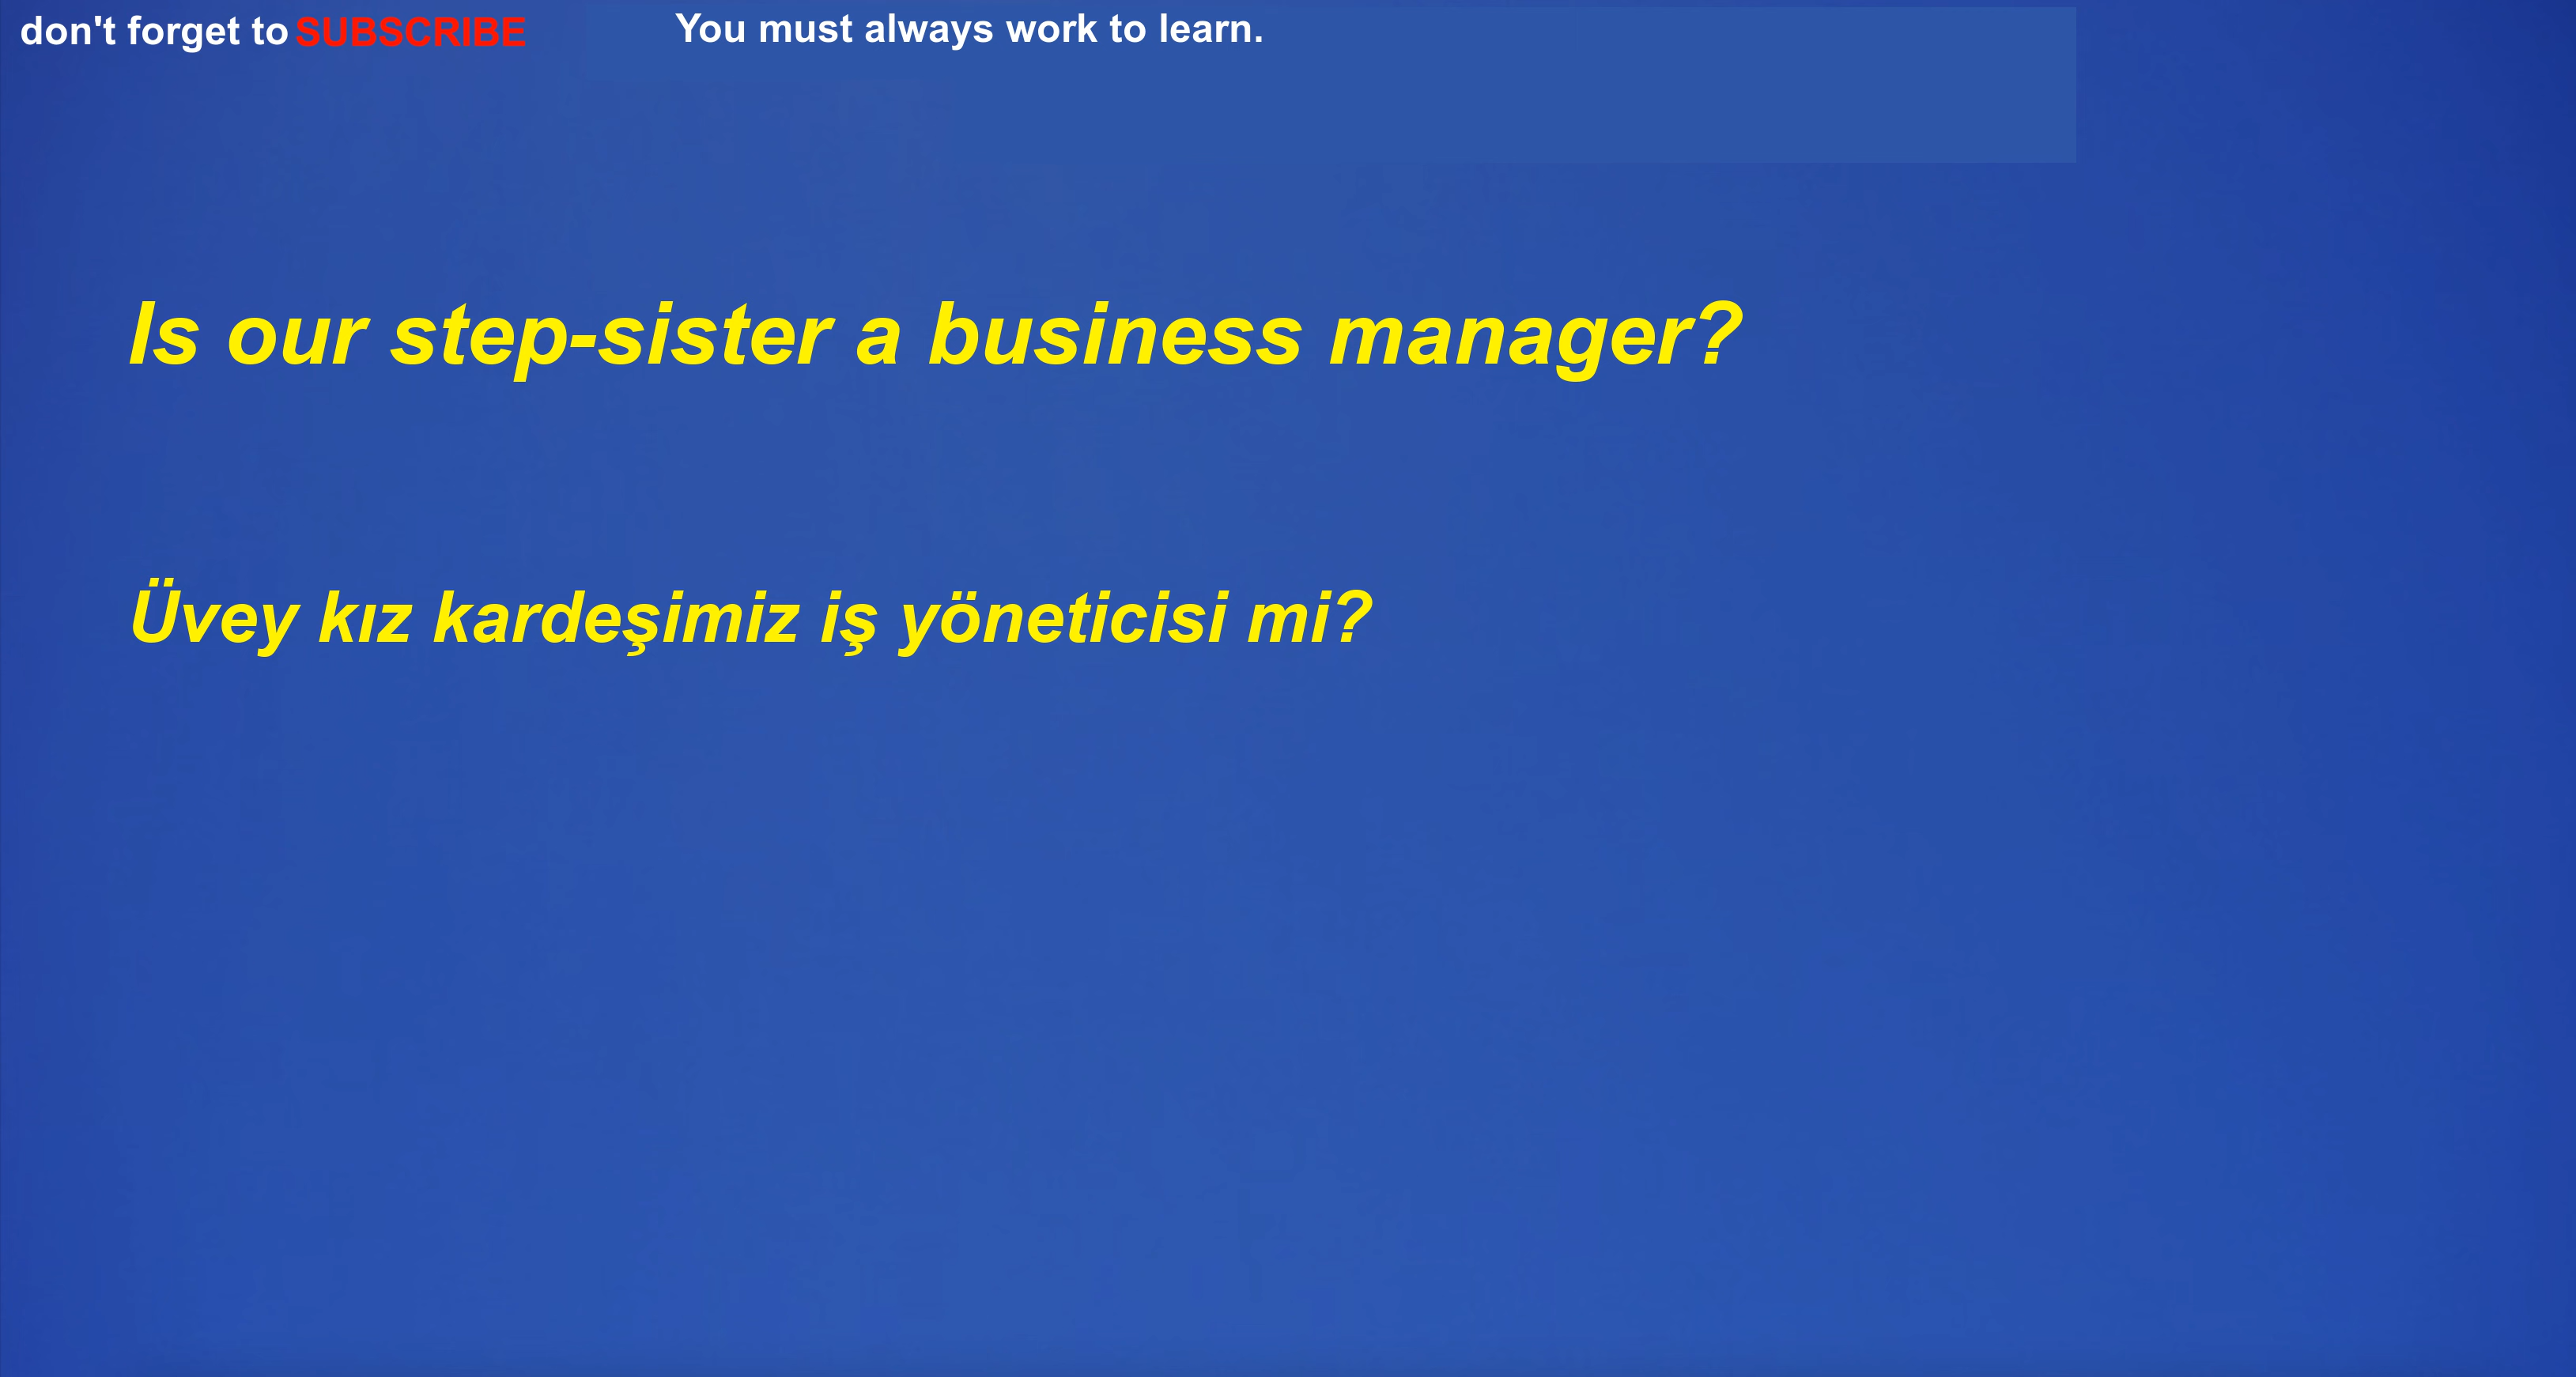 don't forget to SUBSCRIBE You must always work to learn.
Is our step-sister a business manager?
Üvey kız kardeşimiz iş yöneticisi mi?